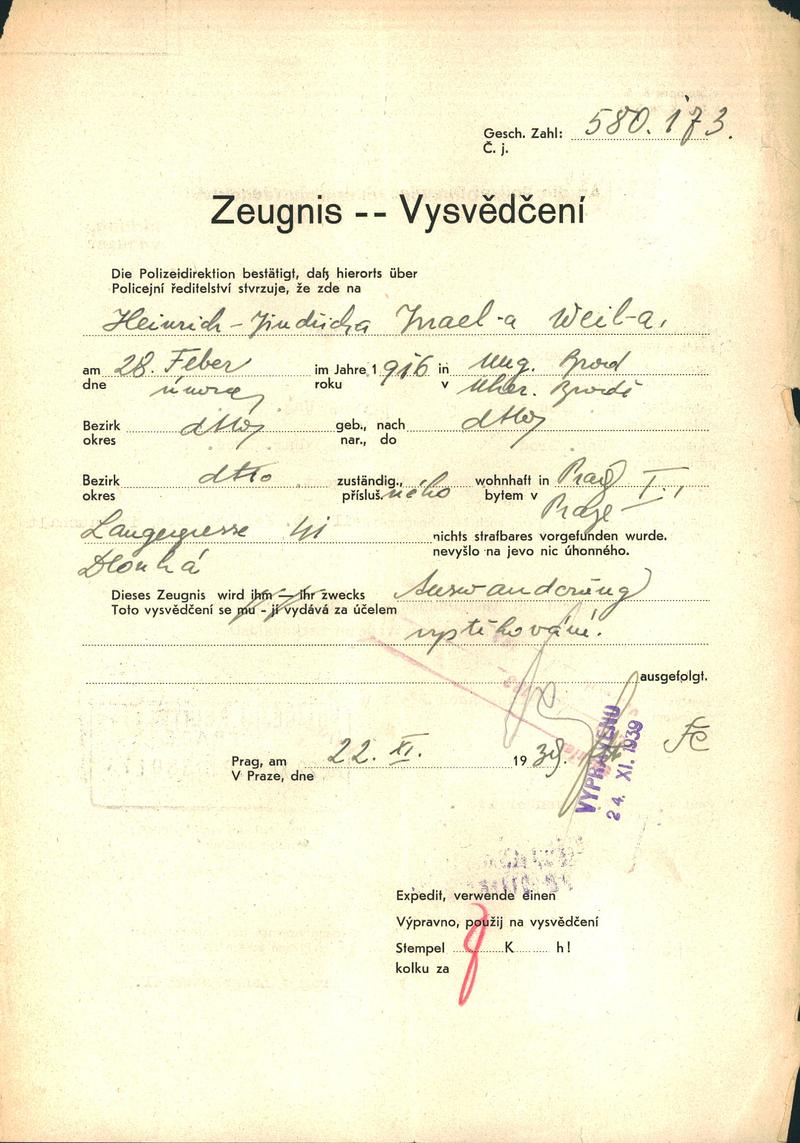 Gesch. Zahl: 580.173.
Č. j.
Zeugnis -- Vysvědčení
Die Polizeidirektion bestätigt, daß hierorts über
Policejní ředitelství stvrzuje, že zde na
Heinrich - Jindřicha Israel-a Weil-a,
am 28. Feber im Jahre 1916 in Ung. Brod
dne února roku v Uher. Brodě
Bezirk dtto geb., nach dtto
okres nar., do
Bezirk dtto zuständig., wohnhaft in Prag I.,
okres přísluš. ného bytem v Praze
Langegasse 41 nichts strafbares vorgefunden wurde.
Dlouhá nevyšlo na jevo nic úhonného.
Dieses Zeugnis wird ihm — ihr zwecks Auswanderung
Toto vysvědčení se mu - jí vydává za účelem
vystěhování.
ausgefolgt.
Prag, am 22. XI. 1939.
V Praze, dne
VYPRAVENO
24. XI. 1939
Expedit, verwende einen
Výpravno, použij na vysvědčení
Stempel K h!
kolku za